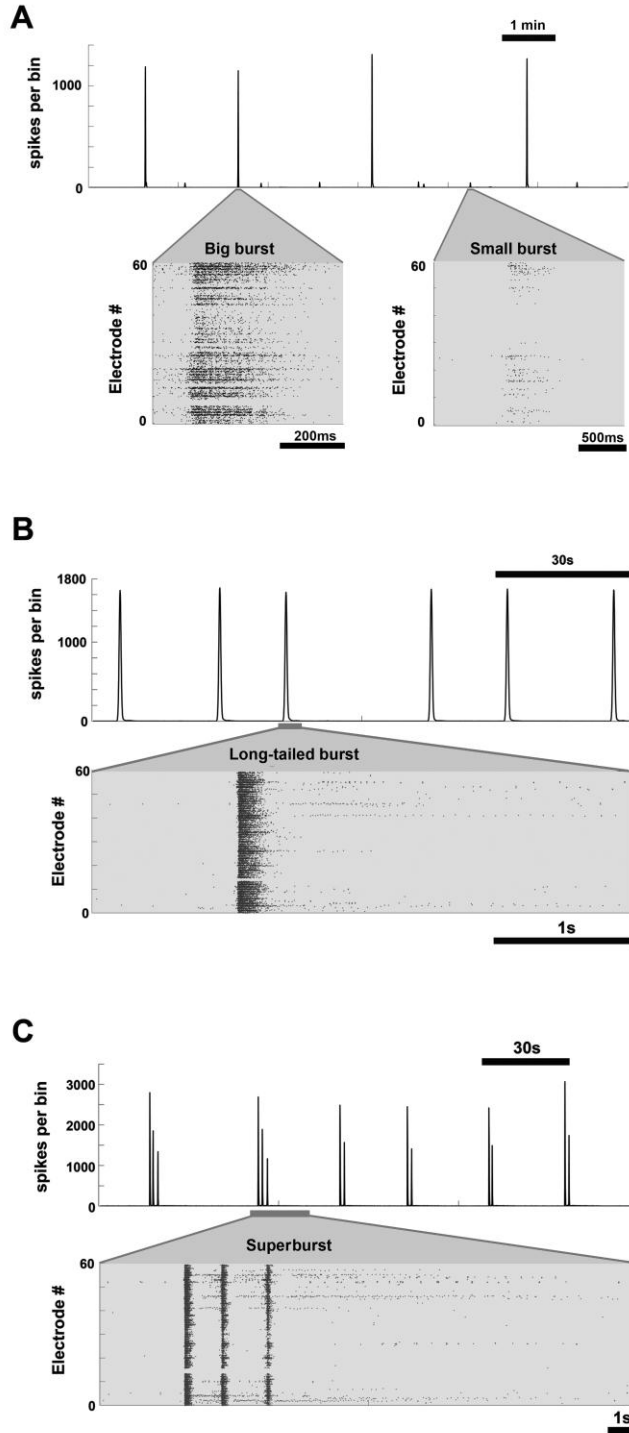 A
1 min
spikes per bin
1000
0
Big burst
Small burst
Electrode #
60
0
200ms
Electrode #
60
0
500ms
B
30s
spikes per bin
1800
1000
0
Long-tailed burst
Electrode #
60
0
1s
C
30s
spikes per bin
3000
2000
1000
0
Superburst
Electrode #
60
0
1s